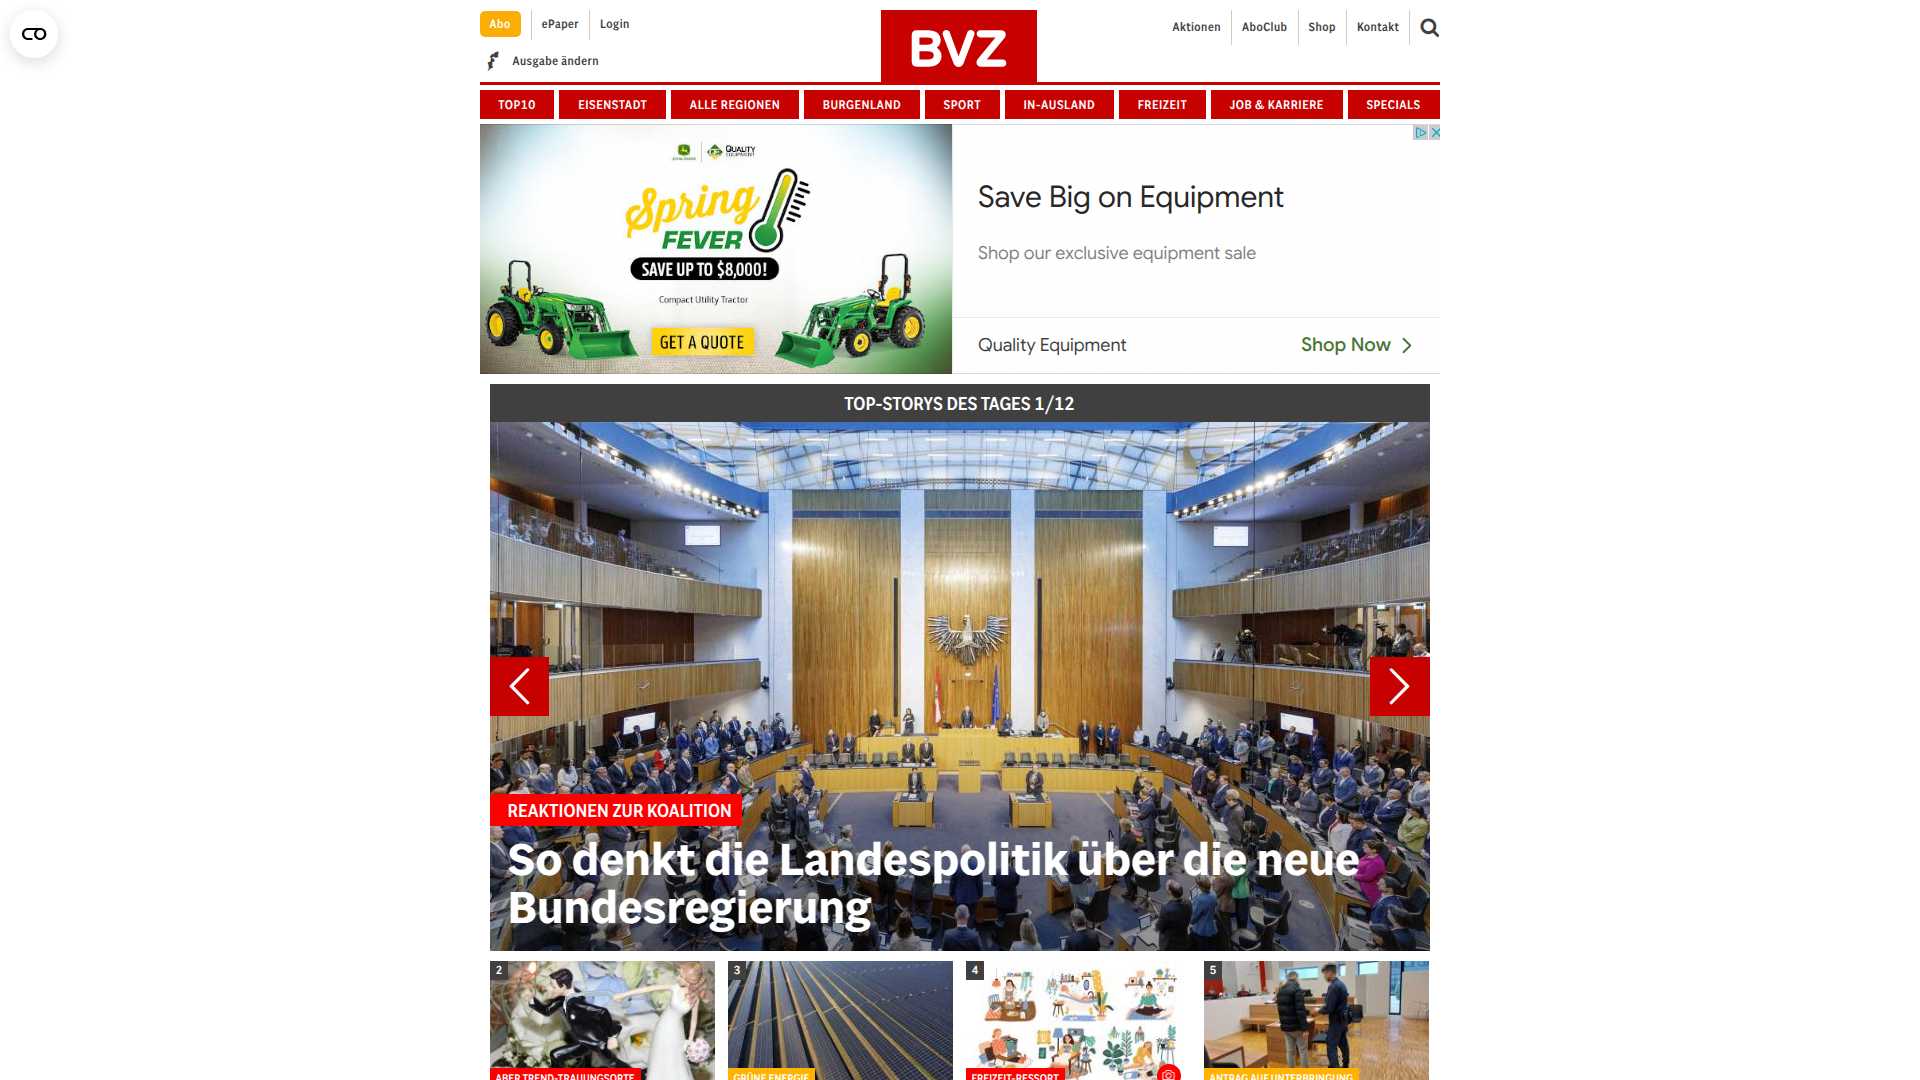 Abo
ePaper
Login
Aktionen
AboClub
Shop
Kontakt
BVZ
Ausgabe ändern
TOP10
EISENSTADT
ALLE REGIONEN
BURGENLAND
SPORT
IN-AUSLAND
FREIZEIT
JOB & KARRIERE
SPECIALS
QUALITY
EQUIPMENT
Spring
FEVER
SAVE UP TO $8,000!
Compact Utility Tractor
GET A QUOTE
Save Big on Equipment
Shop our exclusive equipment sale
Quality Equipment
Shop Now
TOP-STORYS DES TAGES 1/12
REAKTIONEN ZUR KOALITION
So denkt die Landespolitik über die neue
Bundesregierung
2
3
4
5
ABER TREND-TRAUUNGSORTE
GRÜNE ENERGIE
FREIZEIT-RESSORT
ANTRAG AUF UNTERBRINGUNG